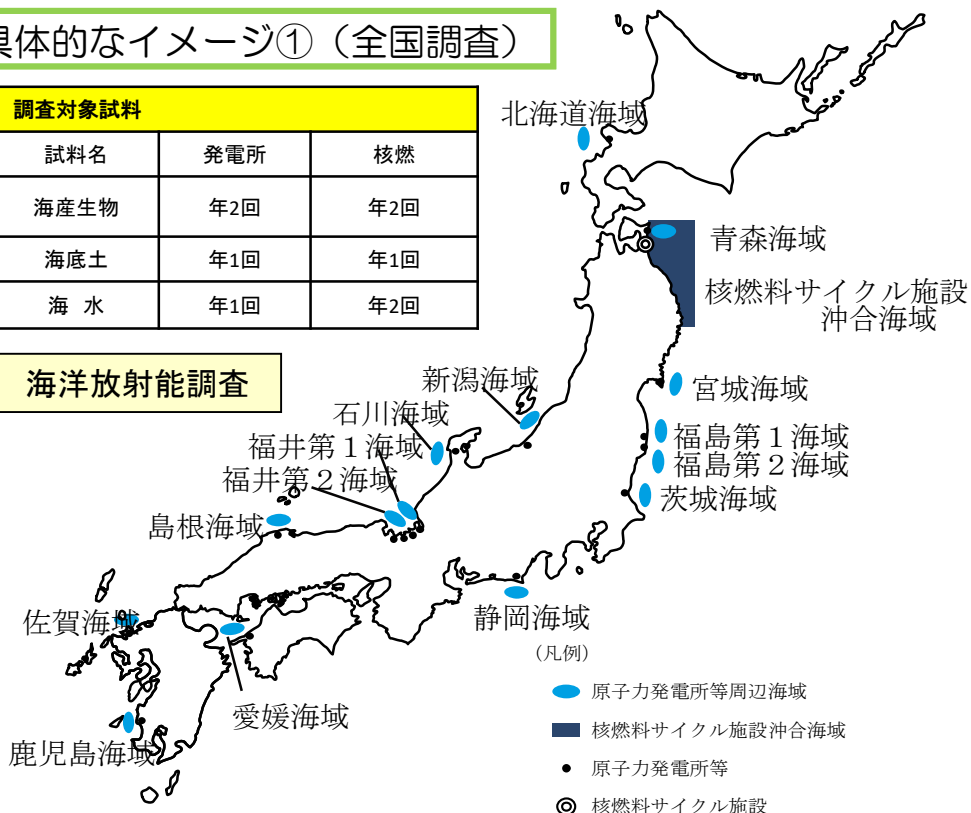 具体的なイメージ①（全国調査）
調査対象試料
試料名 発電所 核燃
海産生物 年2回 年2回
海底土 年1回 年1回
海 水 年1回 年2回
海洋放射能調査
北海道海域
青森海域
核燃料サイクル施設
沖合海域
宮城海域
福島第１海域
福島第２海域
茨城海域
新潟海域
石川海域
福井第１海域
福井第２海域
島根海域
静岡海域
佐賀海域
愛媛海域
鹿児島海域
（凡例）
原子力発電所等周辺海域
核燃料サイクル施設沖合海域
原子力発電所等
核燃料サイクル施設